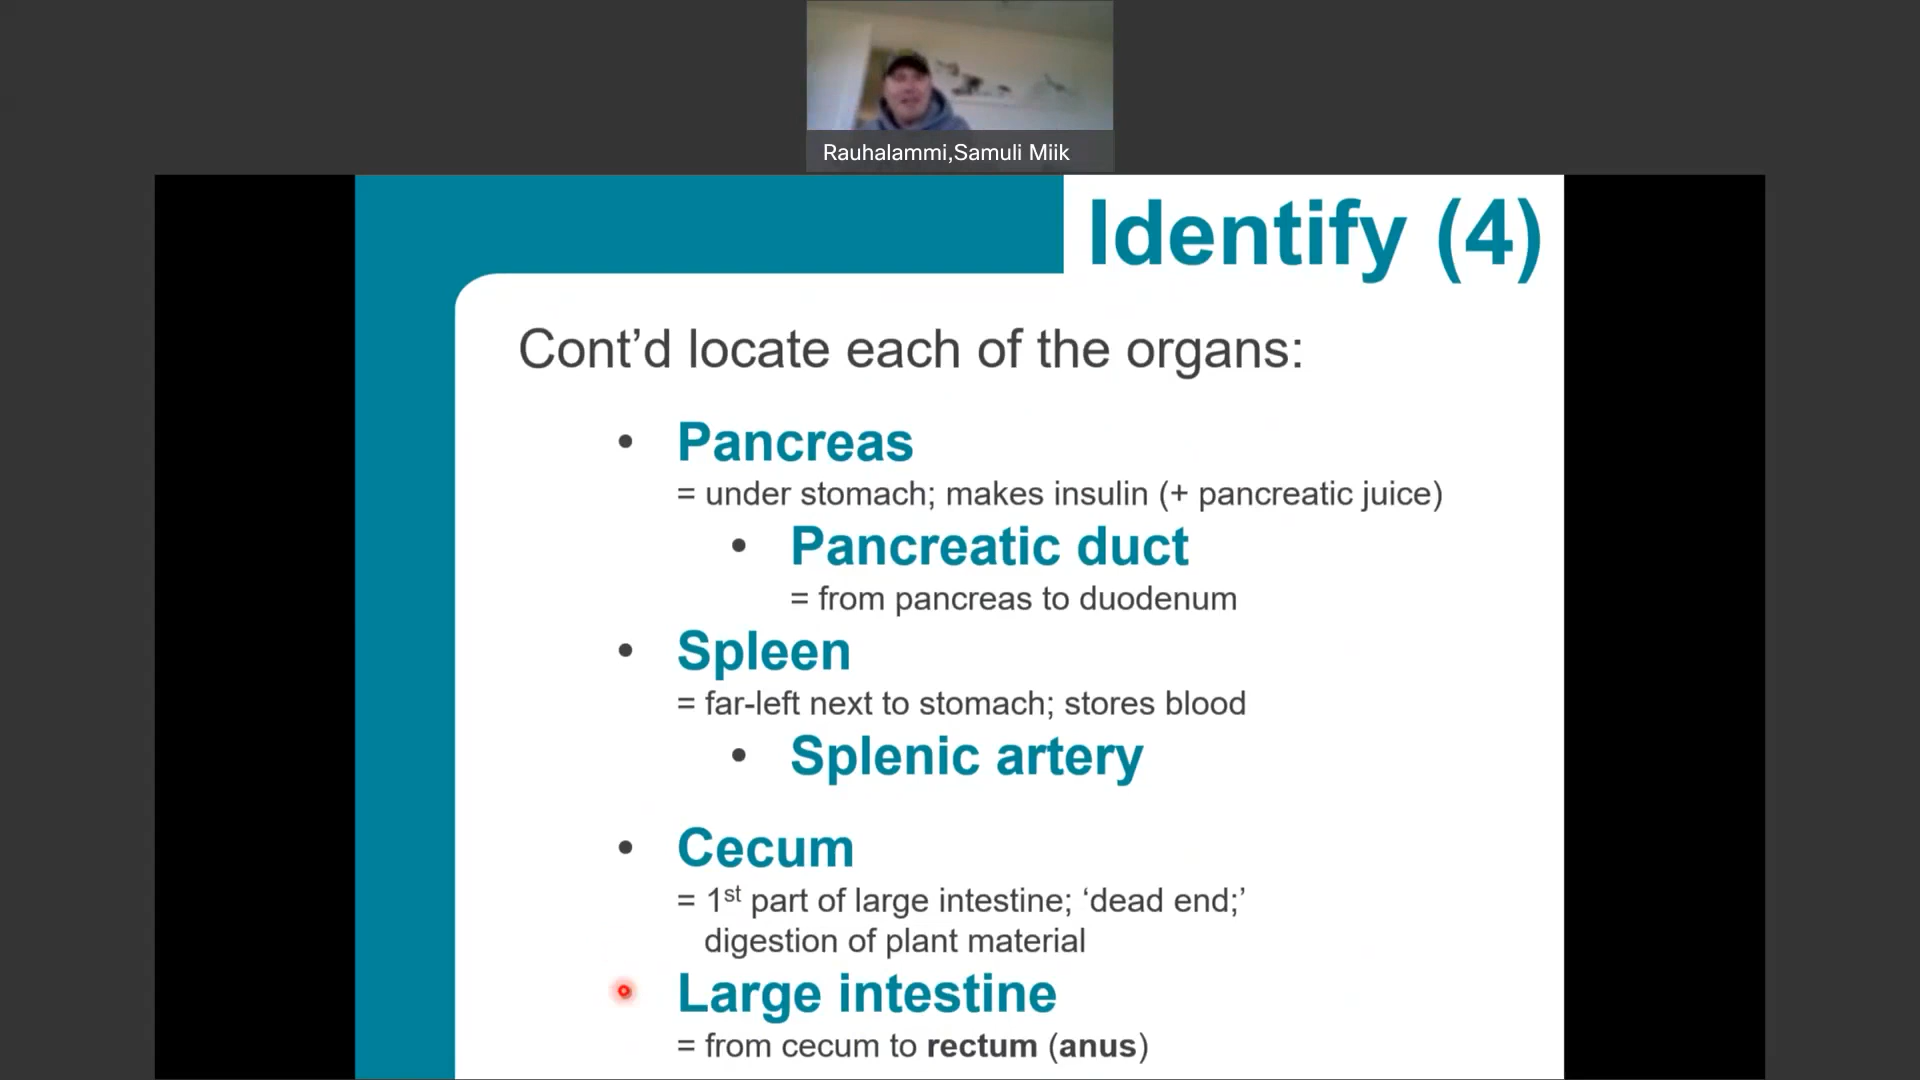 Rauhalammi,Samuli Miik
Identify (4)
Cont’d locate each of the organs:
• Pancreas
= under stomach; makes insulin (+ pancreatic juice)
• Pancreatic duct
= from pancreas to duodenum
• Spleen
= far-left next to stomach; stores blood
• Splenic artery
• Cecum
= 1st part of large intestine; ‘dead end;’
digestion of plant material
Large intestine
= from cecum to rectum (anus)